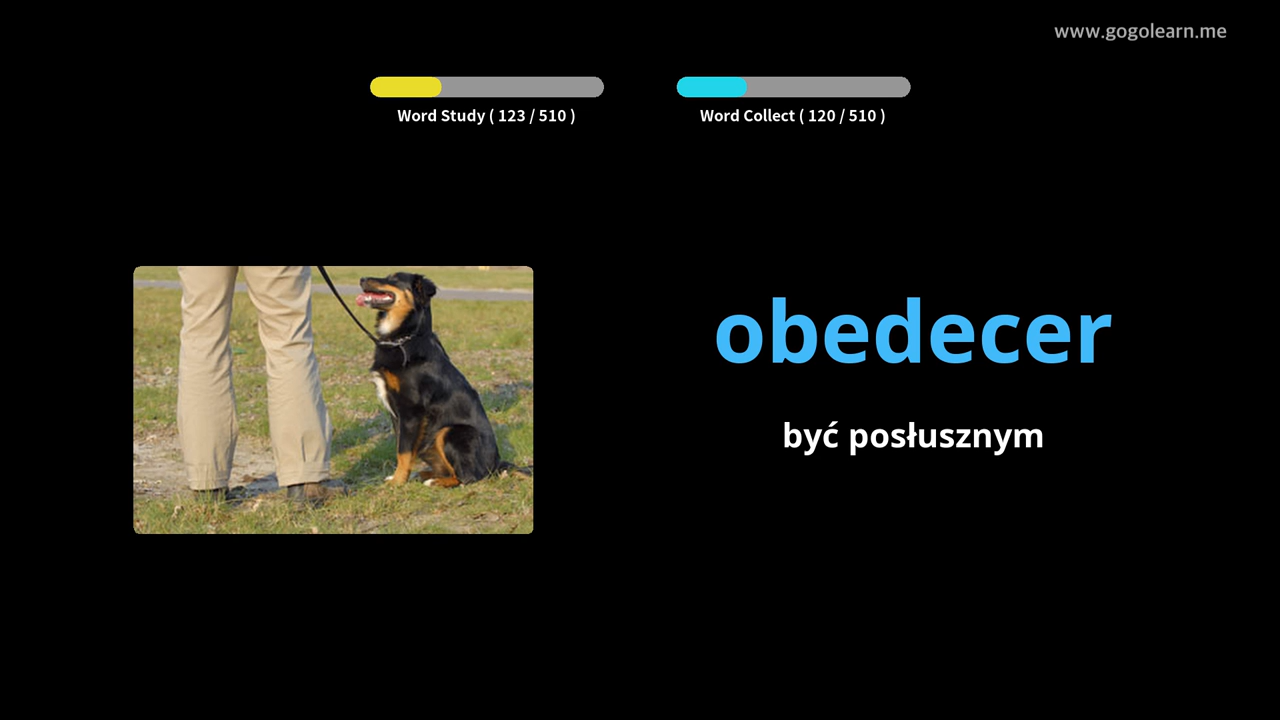 www.gogolearn.me
Word Study ( 123 / 510 )
Word Collect ( 120 / 510 )
obedecer
być posłusznym